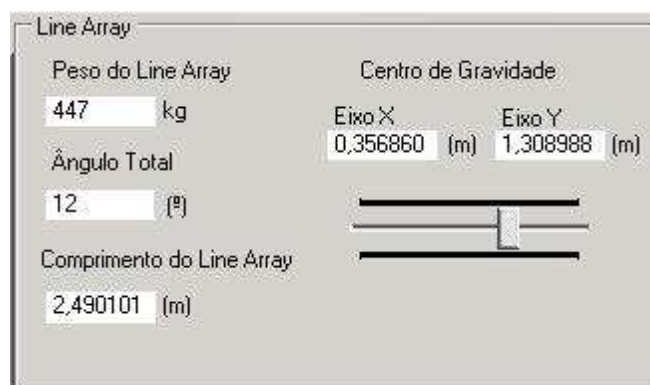 Line Array
Peso do Line Array
447 kg
Ângulo Total
12 (º)
Comprimento do Line Array
2,490101 (m)
Centro de Gravidade
Eixo X Eixo Y
0,356860 (m) 1,308988 (m)